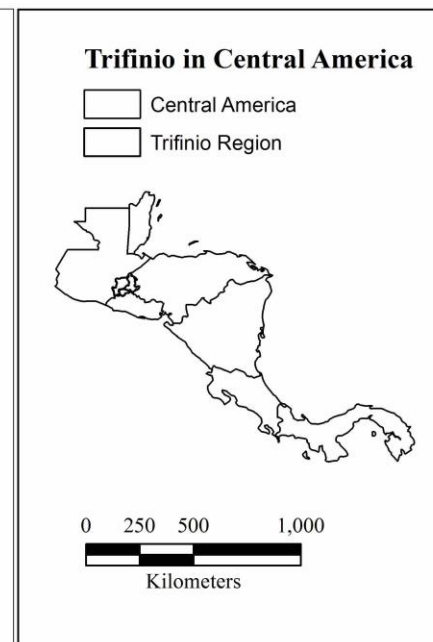 Trifinio in Central America
Central America
Trifinio Region
0 250 500 1,000
Kilometers